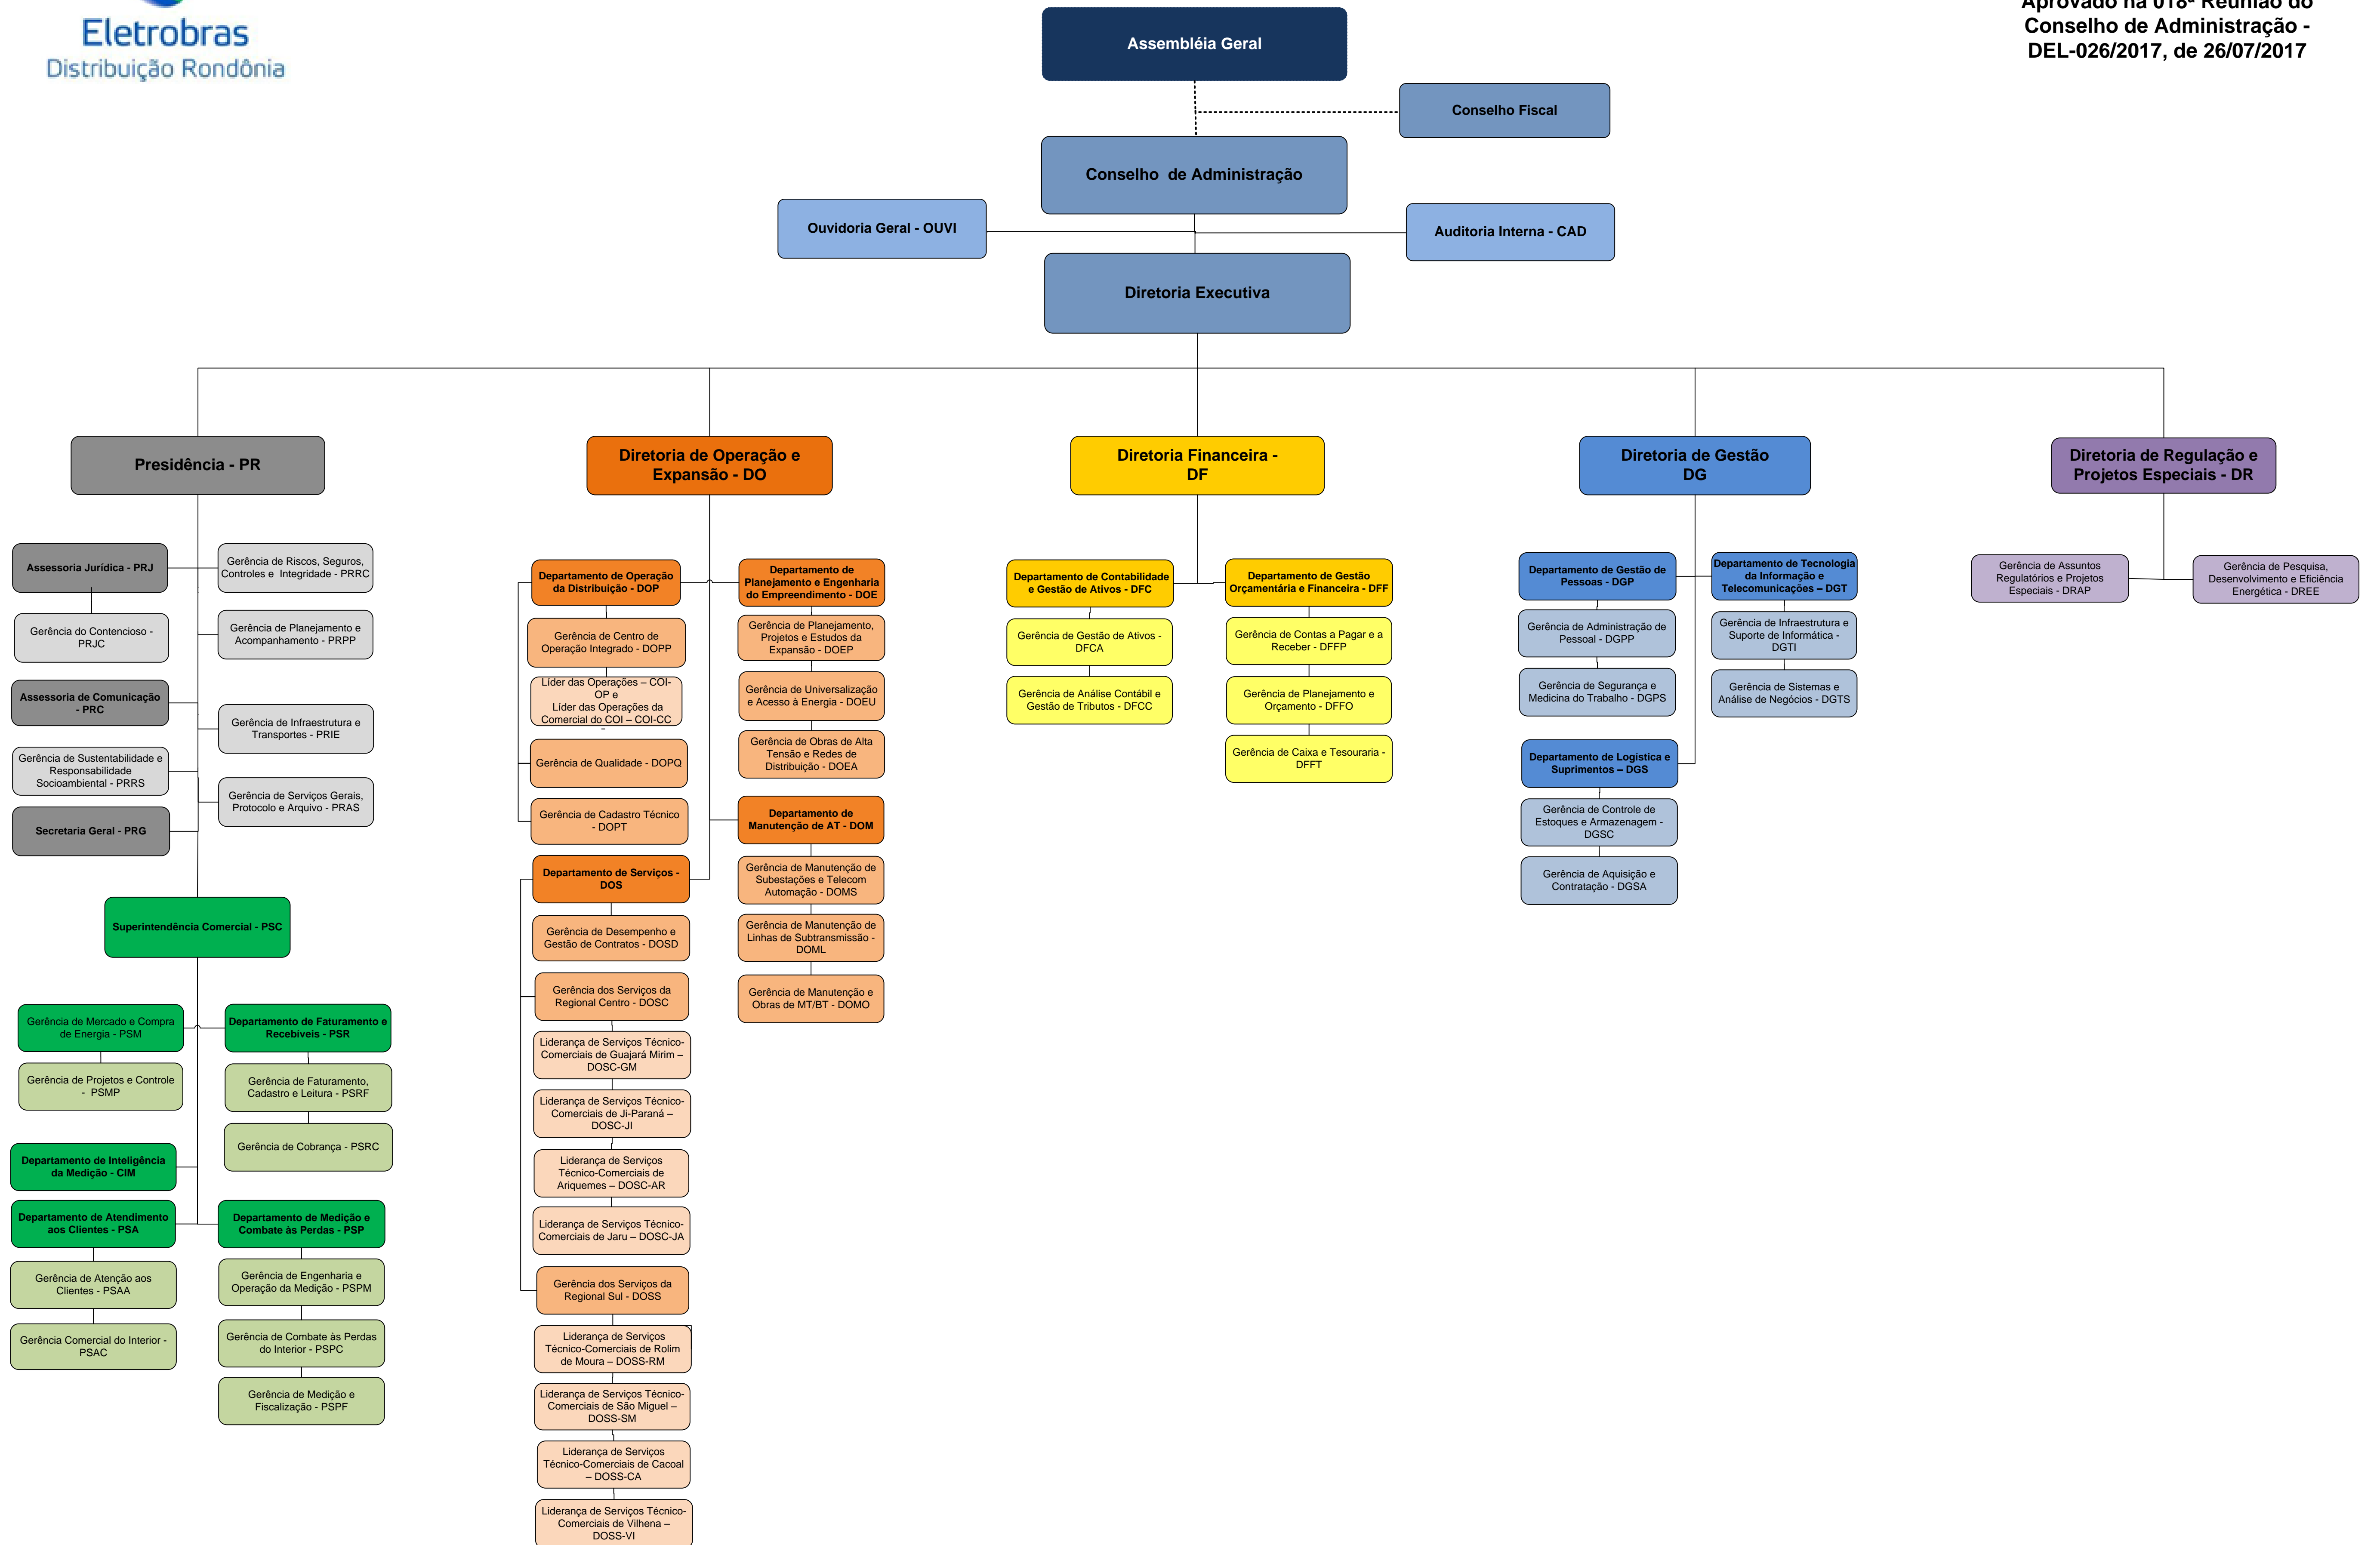 Eletrobras
Distribuição Rondônia
Aprovado na 018ª Reunião do
Conselho de Administração -
DEL-026/2017, de 26/07/2017
Assembléia Geral
Conselho Fiscal
Conselho de Administração
Ouvidoria Geral - OUVI
Auditoria Interna - CAD
Diretoria Executiva
Presidência - PR
Diretoria de Operação e
Expansão - DO
Diretoria Financeira -
DF
Diretoria de Gestão
DG
Diretoria de Regulação e
Projetos Especiais - DR
Assessoria Jurídica - PRJ
Gerência de Riscos, Seguros,
Controles e Integridade - PRRC
Gerência do Contencioso -
PRJC
Gerência de Planejamento e
Acompanhamento - PRPP
Assessoria de Comunicação
- PRC
Gerência de Infraestrutura e
Transportes - PRIE
Gerência de Sustentabilidade e
Responsabilidade
Socioambiental - PRRS
Gerência de Serviços Gerais,
Protocolo e Arquivo - PRAS
Secretaria Geral - PRG
Superintendência Comercial - PSC
Gerência de Mercado e Compra
de Energia - PSM
Departamento de Faturamento e
Recebíveis - PSR
Gerência de Projetos e Controle
- PSMP
Gerência de Faturamento,
Cadastro e Leitura - PSRF
Gerência de Cobrança - PSRC
Departamento de Inteligência
da Medição - CIM
Departamento de Atendimento
aos Clientes - PSA
Departamento de Medição e
Combate às Perdas - PSP
Gerência de Atenção aos
Clientes - PSAA
Gerência de Engenharia e
Operação da Medição - PSPM
Gerência Comercial do Interior -
PSAC
Gerência de Combate às Perdas
do Interior - PSPC
Gerência de Medição e
Fiscalização - PSPF
Departamento de Operação
da Distribuição - DOP
Gerência de Centro de
Operação Integrado - DOPP
Líder das Operações – COI-
OP e
Líder das Operações da
Comercial do COI – COI-CC
Gerência de Qualidade - DOPQ
Gerência de Cadastro Técnico
- DOPT
Departamento de Serviços -
DOS
Gerência de Desempenho e
Gestão de Contratos - DOSD
Gerência dos Serviços da
Regional Centro - DOSC
Liderança de Serviços Técnico-
Comerciais de Guajará Mirim –
DOSC-GM
Liderança de Serviços Técnico-
Comerciais de Ji-Paraná –
DOSC-JI
Liderança de Serviços
Técnico-Comerciais de
Ariquemes – DOSC-AR
Liderança de Serviços Técnico-
Comerciais de Jaru – DOSC-JA
Gerência dos Serviços da
Regional Sul - DOSS
Liderança de Serviços
Técnico-Comerciais de Rolim
de Moura – DOSS-RM
Liderança de Serviços Técnico-
Comerciais de São Miguel –
DOSS-SM
Liderança de Serviços
Técnico-Comerciais de Cacoal
– DOSS-CA
Liderança de Serviços Técnico-
Comerciais de Vilhena –
DOSS-VI
Departamento de
Planejamento e Engenharia
do Empreendimento - DOE
Gerência de Planejamento,
Projetos e Estudos da
Expansão - DOEP
Gerência de Universalização
e Acesso à Energia - DOEU
Gerência de Obras de Alta
Tensão e Redes de
Distribuição - DOEA
Departamento de
Manutenção de AT - DOM
Gerência de Manutenção de
Subestações e Telecom
Automação - DOMS
Gerência de Manutenção de
Linhas de Subtransmissão -
DOML
Gerência de Manutenção e
Obras de MT/BT - DOMO
Departamento de Contabilidade
e Gestão de Ativos - DFC
Gerência de Gestão de Ativos -
DFCA
Gerência de Análise Contábil e
Gestão de Tributos - DFCC
Departamento de Gestão
Orçamentária e Financeira - DFF
Gerência de Contas a Pagar e a
Receber - DFFP
Gerência de Planejamento e
Orçamento - DFFO
Gerência de Caixa e Tesouraria -
DFFT
Departamento de Gestão de
Pessoas - DGP
Gerência de Administração de
Pessoal - DGPP
Gerência de Segurança e
Medicina do Trabalho - DGPS
Departamento de Logística e
Suprimentos – DGS
Gerência de Controle de
Estoques e Armazenagem -
DGSC
Gerência de Aquisição e
Contratação - DGSA
Departamento de Tecnologia
da Informação e
Telecomunicações – DGT
Gerência de Infraestrutura e
Suporte de Informática -
DGTI
Gerência de Sistemas e
Análise de Negócios - DGTS
Gerência de Assuntos
Regulatórios e Projetos
Especiais - DRAP
Gerência de Pesquisa,
Desenvolvimento e Eficiência
Energética - DREE